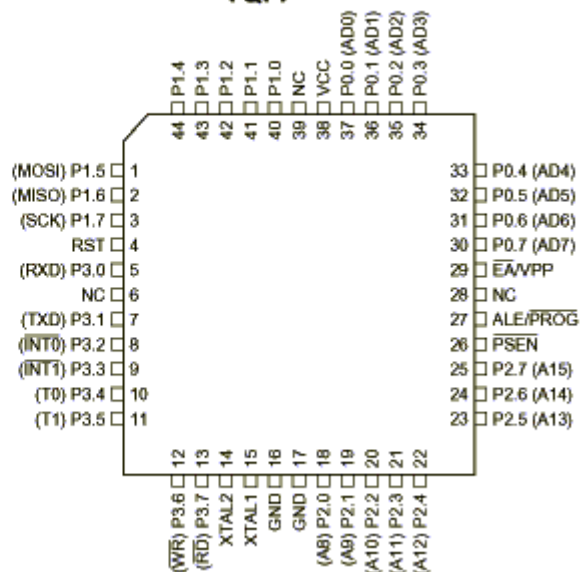 P1.4
P1.3
P1.2
P1.1
P1.0
NC
VCC
P0.0 (AD0)
P0.1 (AD1)
P0.2 (AD2)
P0.3 (AD3)
44
43
42
41
40
39
38
37
36
35
34
(MOSI) P1.5 1
(MISO) P1.6 2
(SCK) P1.7 3
RST 4
(RXD) P3.0 5
NC 6
(TXD) P3.1 7
(INT0) P3.2 8
(INT1) P3.3 9
(T0) P3.4 10
(T1) P3.5 11
33 P0.4 (AD4)
32 P0.5 (AD5)
31 P0.6 (AD6)
30 P0.7 (AD7)
29 EA/VPP
28 NC
27 ALE/PROG
26 PSEN
25 P2.7 (A15)
24 P2.6 (A14)
23 P2.5 (A13)
12
13
14
15
16
17
18
19
20
21
22
(WR) P3.6
(RD) P3.7
XTAL2
XTAL1
GND
GND
(A8) P2.0
(A9) P2.1
(A10) P2.2
(A11) P2.3
(A12) P2.4